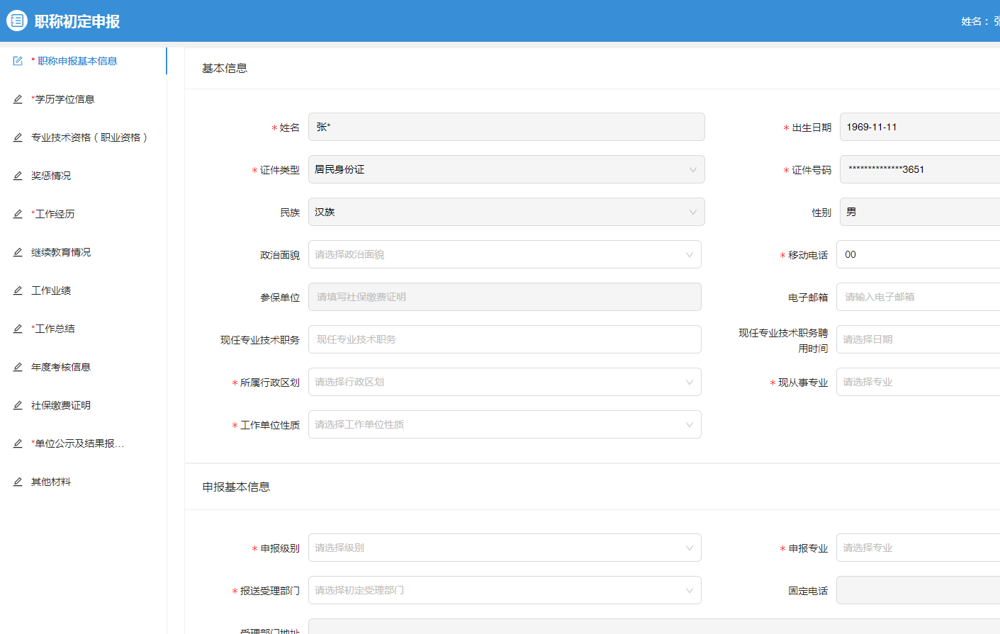 职称初定申报
姓名：张
* 职称申报基本信息
*学历学位信息
专业技术资格（职业资格）
奖惩情况
*工作经历
继续教育情况
工作业绩
*工作总结
年度考核信息
社保缴费证明
*单位公示及结果报...
其他材料
基本信息
* 姓名 张* * 出生日期 1969-11-11
* 证件类型 居民身份证 * 证件号码 **************3651
民族 汉族 性别 男
政治面貌 请选择政治面貌 * 移动电话 00
参保单位 请填写社保缴费证明 电子邮箱 请输入电子邮箱
现任专业技术职务 现任专业技术职务 现任专业技术职务聘
用时间 请选择日期
* 所属行政区划 请选择行政区划 * 现从事专业 请选择专业
* 工作单位性质 请选择工作单位性质
申报基本信息
* 申报级别 请选择级别 * 申报专业 请选择专业
* 报送受理部门 请选择初定受理部门 固定电话
受理部门地址